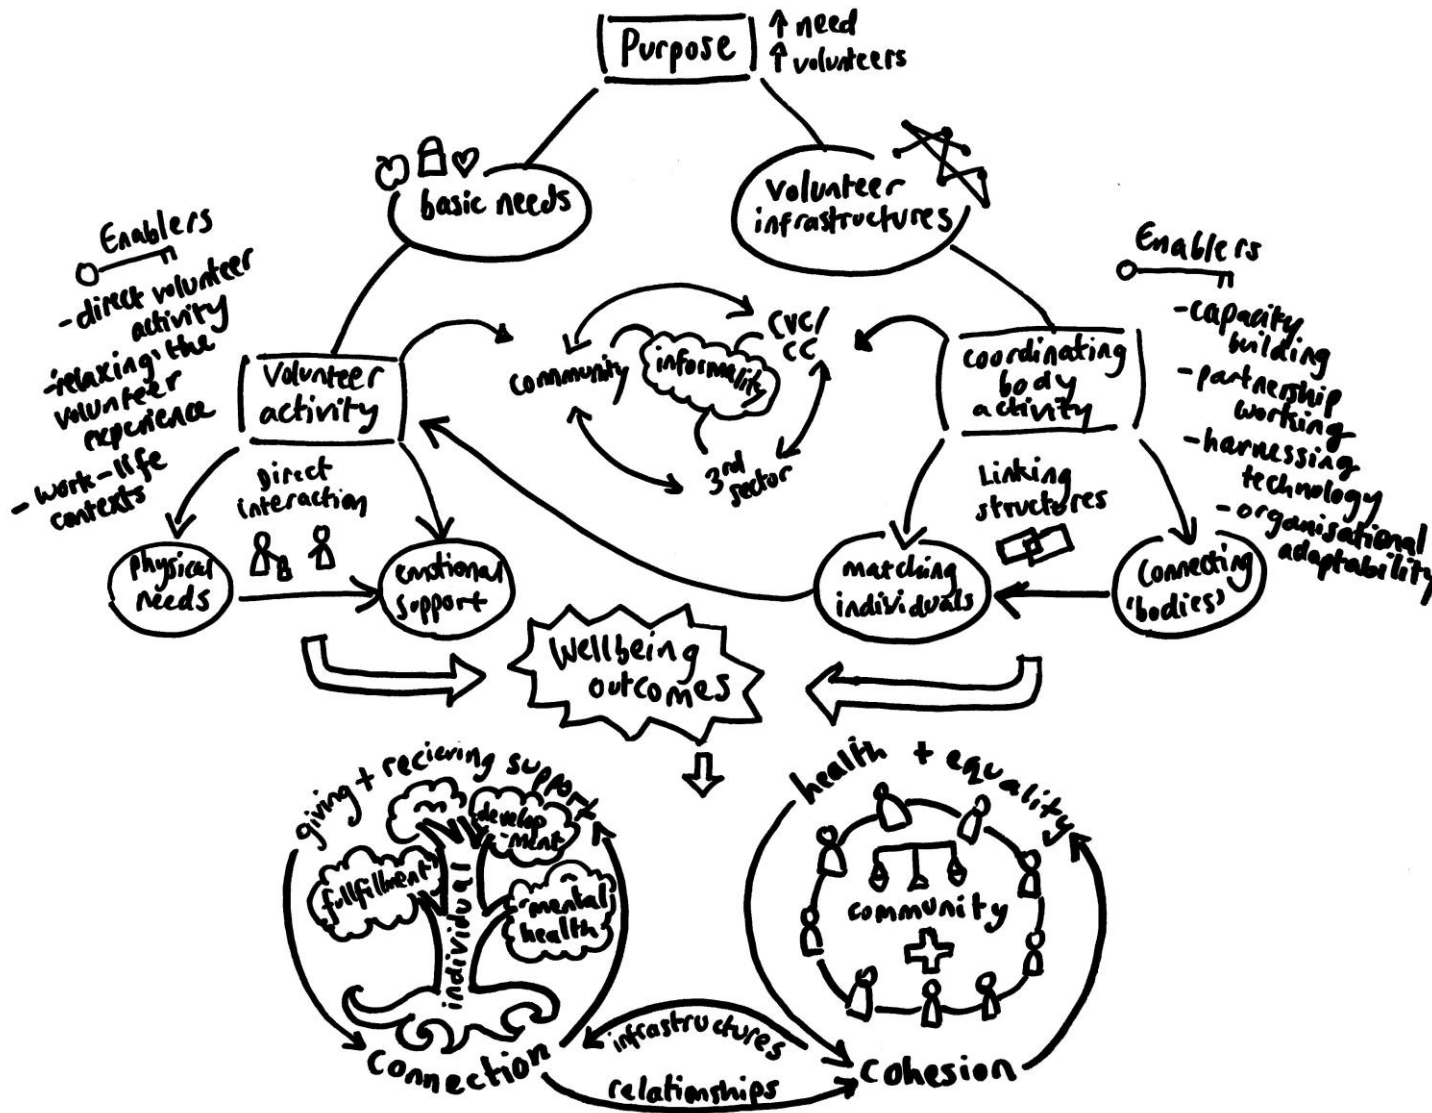 Purpose
↑ need
↑ volunteers
basic needs
Volunteer
infrastructures
Enablers
- direct volunteer
activity
- 'relaxing' the
volunteer
experience
- work-life
contexts
Volunteer
activity
community
informality
CVC/
CC
3rd
sector
coordinating
body
activity
Enablers
- capacity
building
- partnership
working
- harnessing
technology
- organisational
adaptability
Direct
interaction
physical
needs
emotional
support
Linking
structures
matching
individuals
connecting
'bodies'
Wellbeing
outcomes
giving + recieving support
develop
-ment
fullfillment
individual
mental
health
connection
health + equality
community
cohesion
infrastructures
relationships